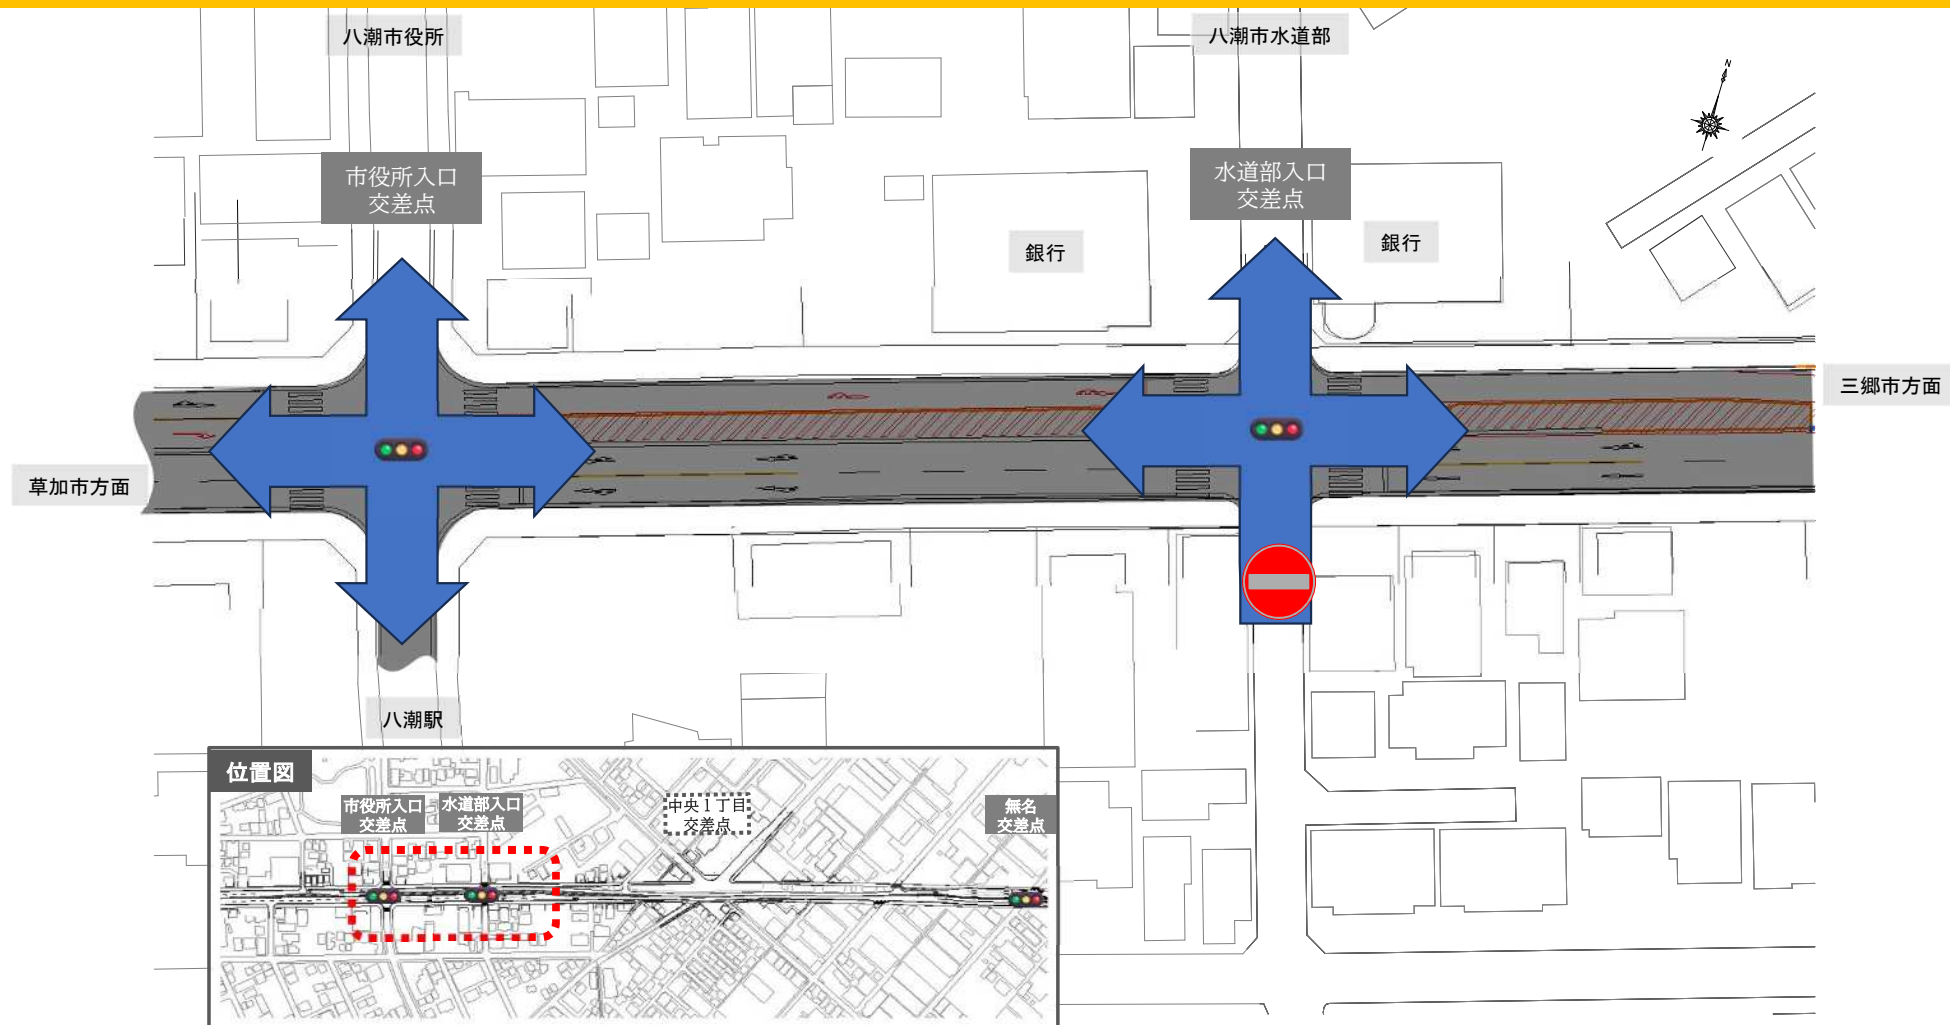 八潮市役所
八潮市水道部
N
市役所入口
交差点
水道部入口
交差点
銀行
銀行
三郷市方面
草加市方面
八潮駅
位置図
市役所入口
交差点
水道部入口
交差点
中央１丁目
交差点
無名
交差点